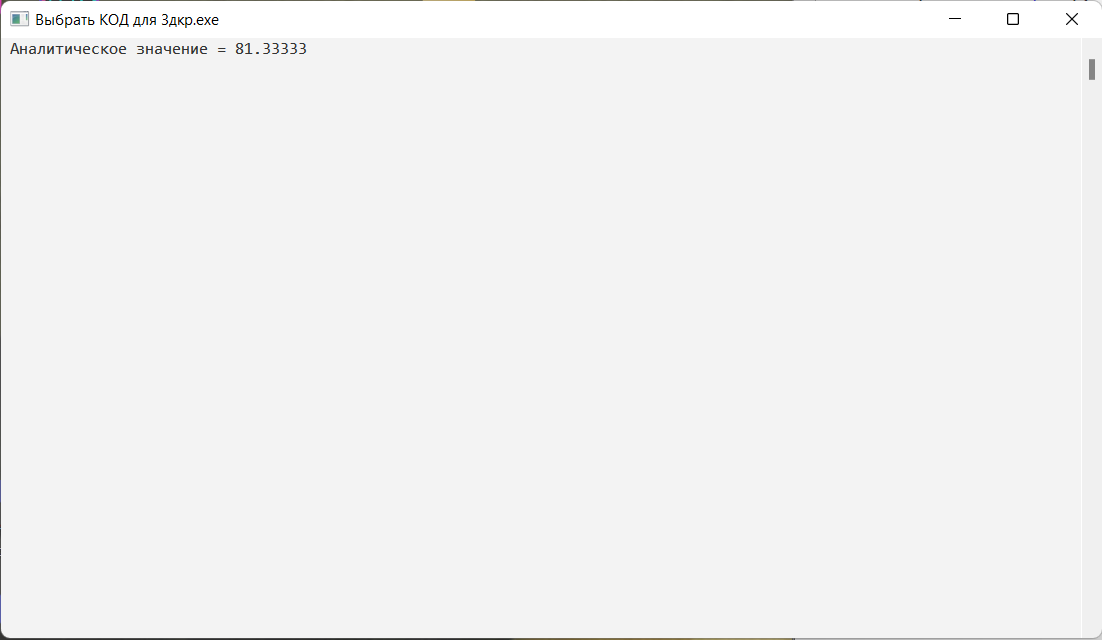 Выбрать КОД для 3дкр.exe
Аналитическое значение = 81.33333